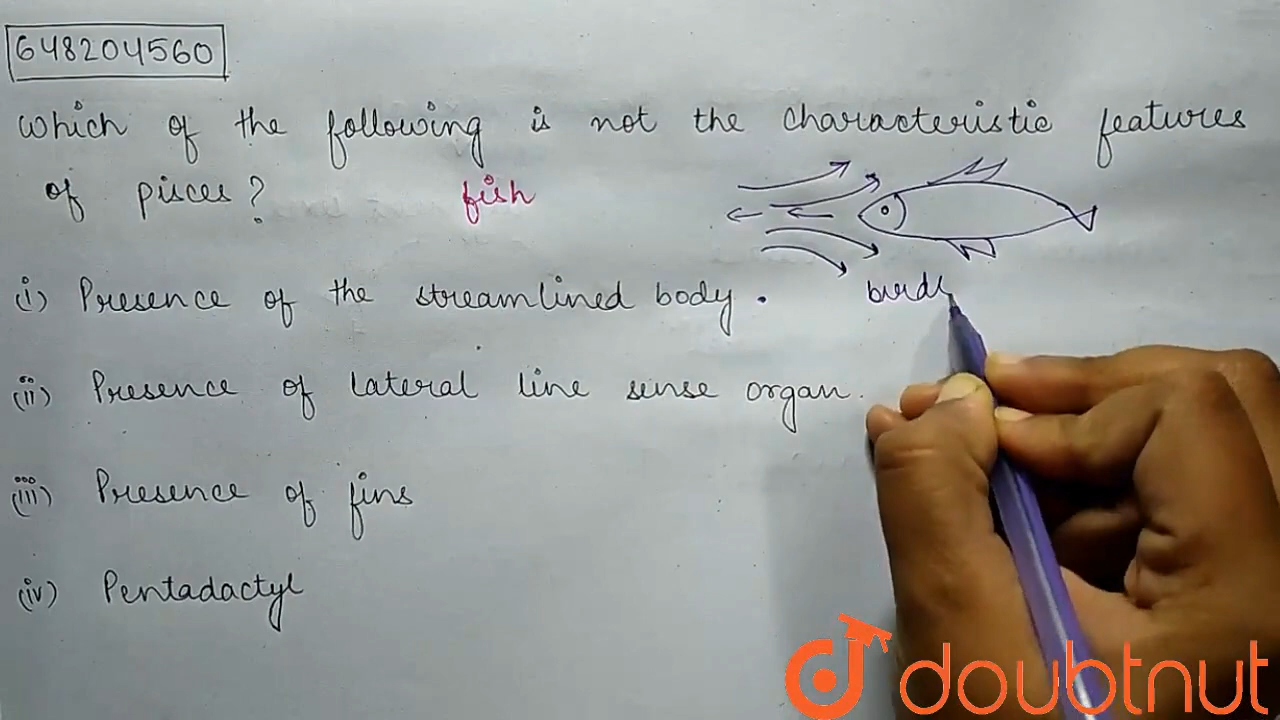 648204560
Which of the following is not the characteristic features
of pisces?
fish
(i) Presence of the streamlined body.
birds
(ii) Presence of lateral line sense organ.
(iii) Presence of fins
(iv) Pentadactyl
doubtnut